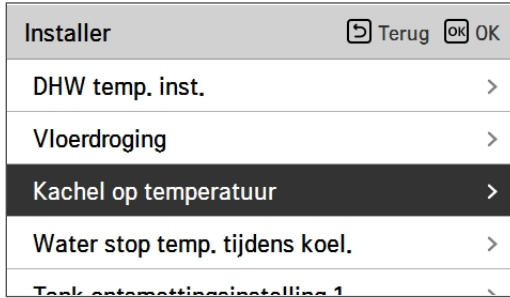 Installer Terug OK OK
DHW temp. inst.
Vloerdroging
Kachel op temperatuur
Water stop temp. tijdens koel.